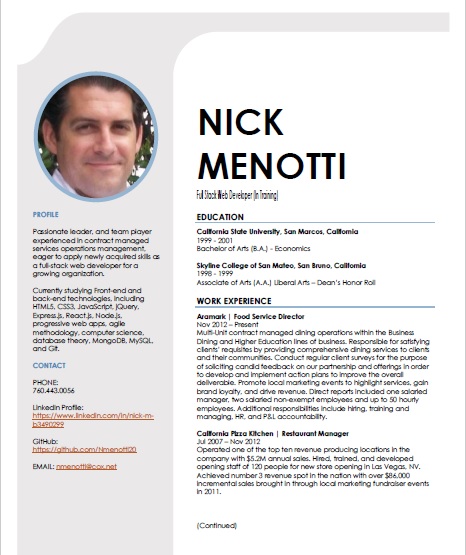 NICK
MENOTTI
Full Stack Web Developer (In Training)
PROFILE
Passionate leader, and team player
experienced in contract managed
services operations management,
eager to apply newly acquired skills as
a full-stack web developer for a
growing organization.
Currently studying Front-end and
back-end technologies, including
HTML5, CSS3, JavaScript, jQuery,
Express.js, React.js, Node.js,
progressive web apps, agile
methodology, computer science,
database theory, MongoDB, MySQL,
and Git.
CONTACT
PHONE:
760.443.0056
LinkedIn Profile:
https://www.linkedin.com/in/nick-m-
b3490299
GitHub:
https://github.com/Nmenotti20
EMAIL: nmenotti@cox.net
EDUCATION
California State University, San Marcos, California
1999 - 2001
Bachelor of Arts (B.A.) - Economics
Skyline College of San Mateo, San Bruno, California
1998 - 1999
Associate of Arts (A.A.) Liberal Arts – Dean's Honor Roll
WORK EXPERIENCE
Aramark | Food Service Director
Nov 2012 – Present
Multi-Unit contract managed dining operations within the Business
Dining and Higher Education lines of business. Responsible for satisfying
clients' requisites by providing comprehensive dining services to clients
and their communities. Conduct regular client surveys for the purpose
of soliciting candid feedback on our partnership and offerings in order
to develop and implement action plans to improve the overall
deliverable. Promote local marketing events to highlight services, gain
brand loyalty, and drive revenue. Direct reports included one salaried
manager, two salaried non-exempt employees and up to 50 hourly
employees. Additional responsibilities include hiring, training and
managing, HR, and P&L accountability.
California Pizza Kitchen | Restaurant Manager
Jul 2007 – Nov 2012
Operated one of the top ten revenue producing locations in the
company with $5.2M annual sales. Hired, trained, and developed
opening staff of 120 people for new store opening in Las Vegas, NV.
Achieved number 3 revenue spot in the nation with over $86,000
incremental sales brought in through local marketing fundraiser events
in 2011.
(Continued)